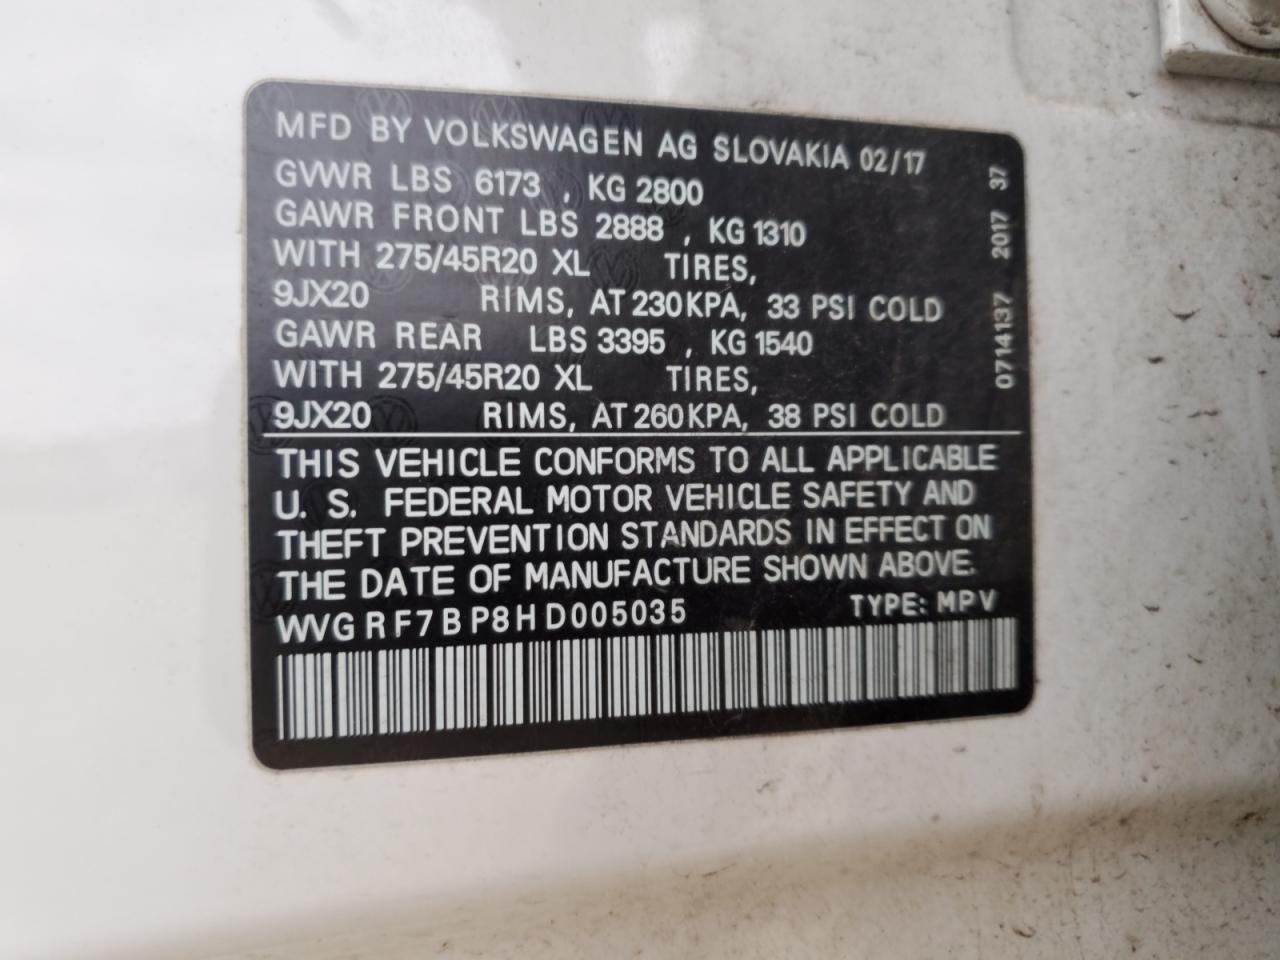 MFD BY VOLKSWAGEN AG SLOVAKIA 02/17
GVWR LBS 6173 , KG 2800
GAWR FRONT LBS 2888 , KG 1310
WITH 275/45R20 XL TIRES,
9JX20 RIMS, AT 230KPA, 33 PSI COLD
GAWR REAR LBS 3395 , KG 1540
WITH 275/45R20 XL TIRES,
9JX20 RIMS, AT 260KPA, 38 PSI COLD
THIS VEHICLE CONFORMS TO ALL APPLICABLE
U. S. FEDERAL MOTOR VEHICLE SAFETY AND
THEFT PREVENTION STANDARDS IN EFFECT ON
THE DATE OF MANUFACTURE SHOWN ABOVE.
WVGRF7BP8HD005035 TYPE: MPV
0714137 2017 37